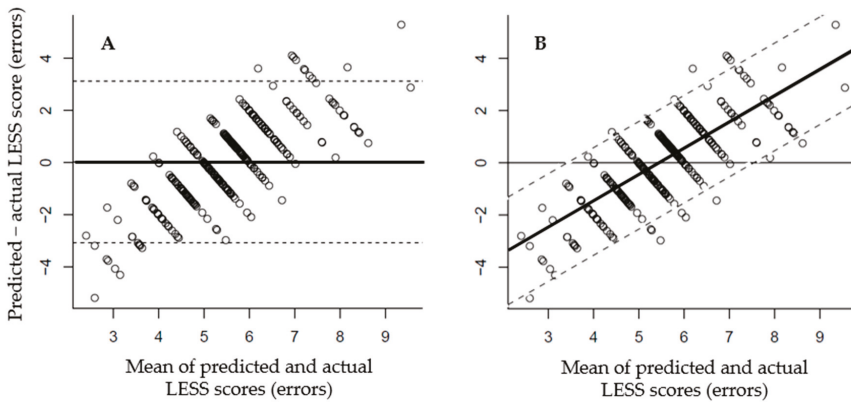 A
B
Predicted – actual LESS score (errors)
4
2
0
−2
−4
3 4 5 6 7 8 9
Mean of predicted and actual
LESS scores (errors)
4
2
0
−2
−4
3 4 5 6 7 8 9
Mean of predicted and actual
LESS scores (errors)